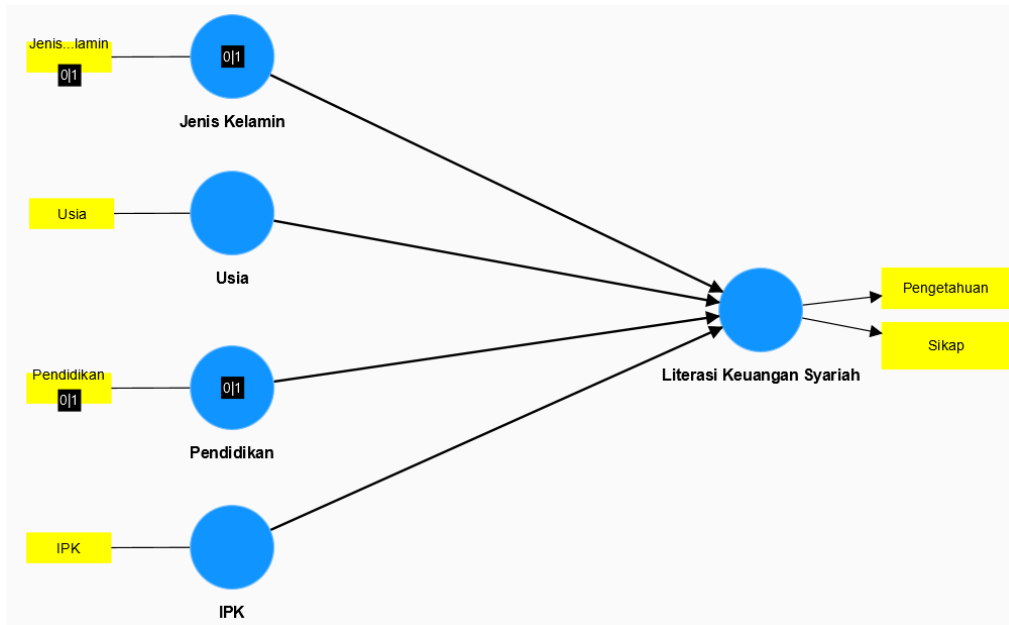 Jenis...lamin
0|1
0|1
Jenis Kelamin
Usia
Usia
Pendidikan
0|1
0|1
Pendidikan
IPK
IPK
Literasi Keuangan Syariah
Pengetahuan
Sikap